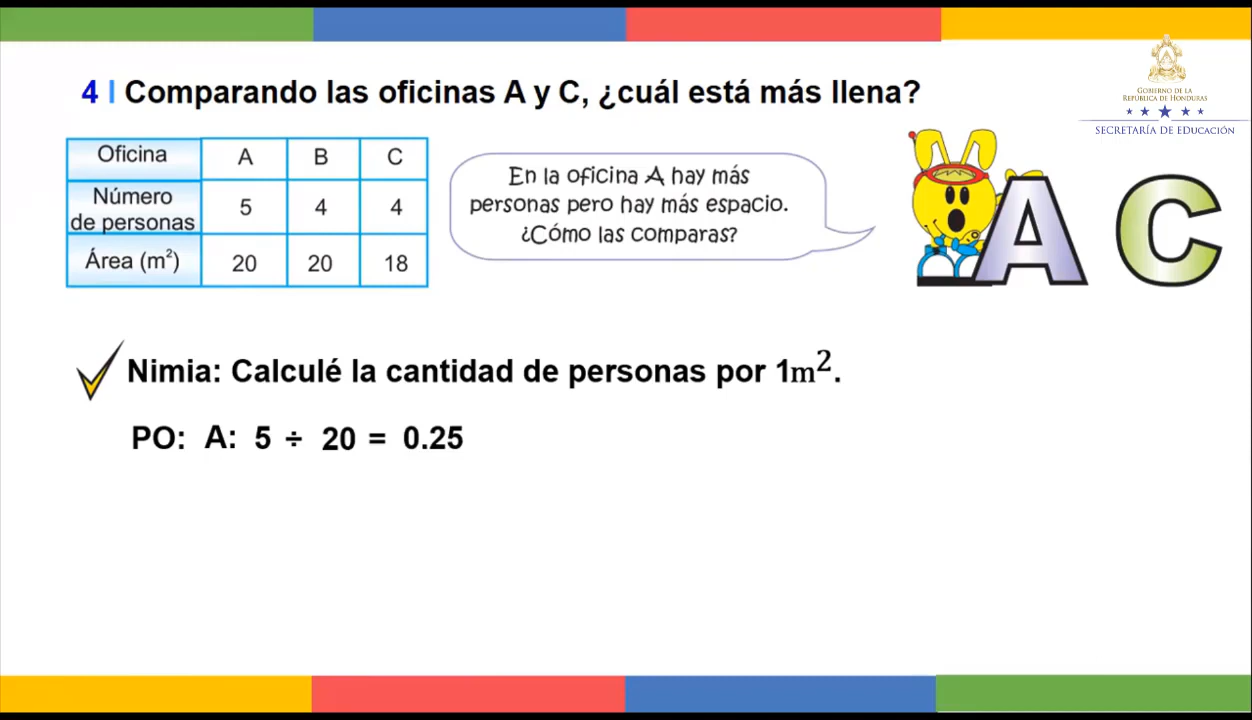 GOBIERNO DE LA
REPÚBLICA DE HONDURAS
SECRETARÍA DE EDUCACIÓN
4 | Comparando las oficinas A y C, ¿cuál está más llena?
Oficina A B C
Número de personas 5 4 4
Área (m²) 20 20 18
En la oficina A hay más
personas pero hay más espacio.
¿Cómo las comparas?
A C
Nimia: Calculé la cantidad de personas por 1m².
PO: A: 5 ÷ 20 = 0.25